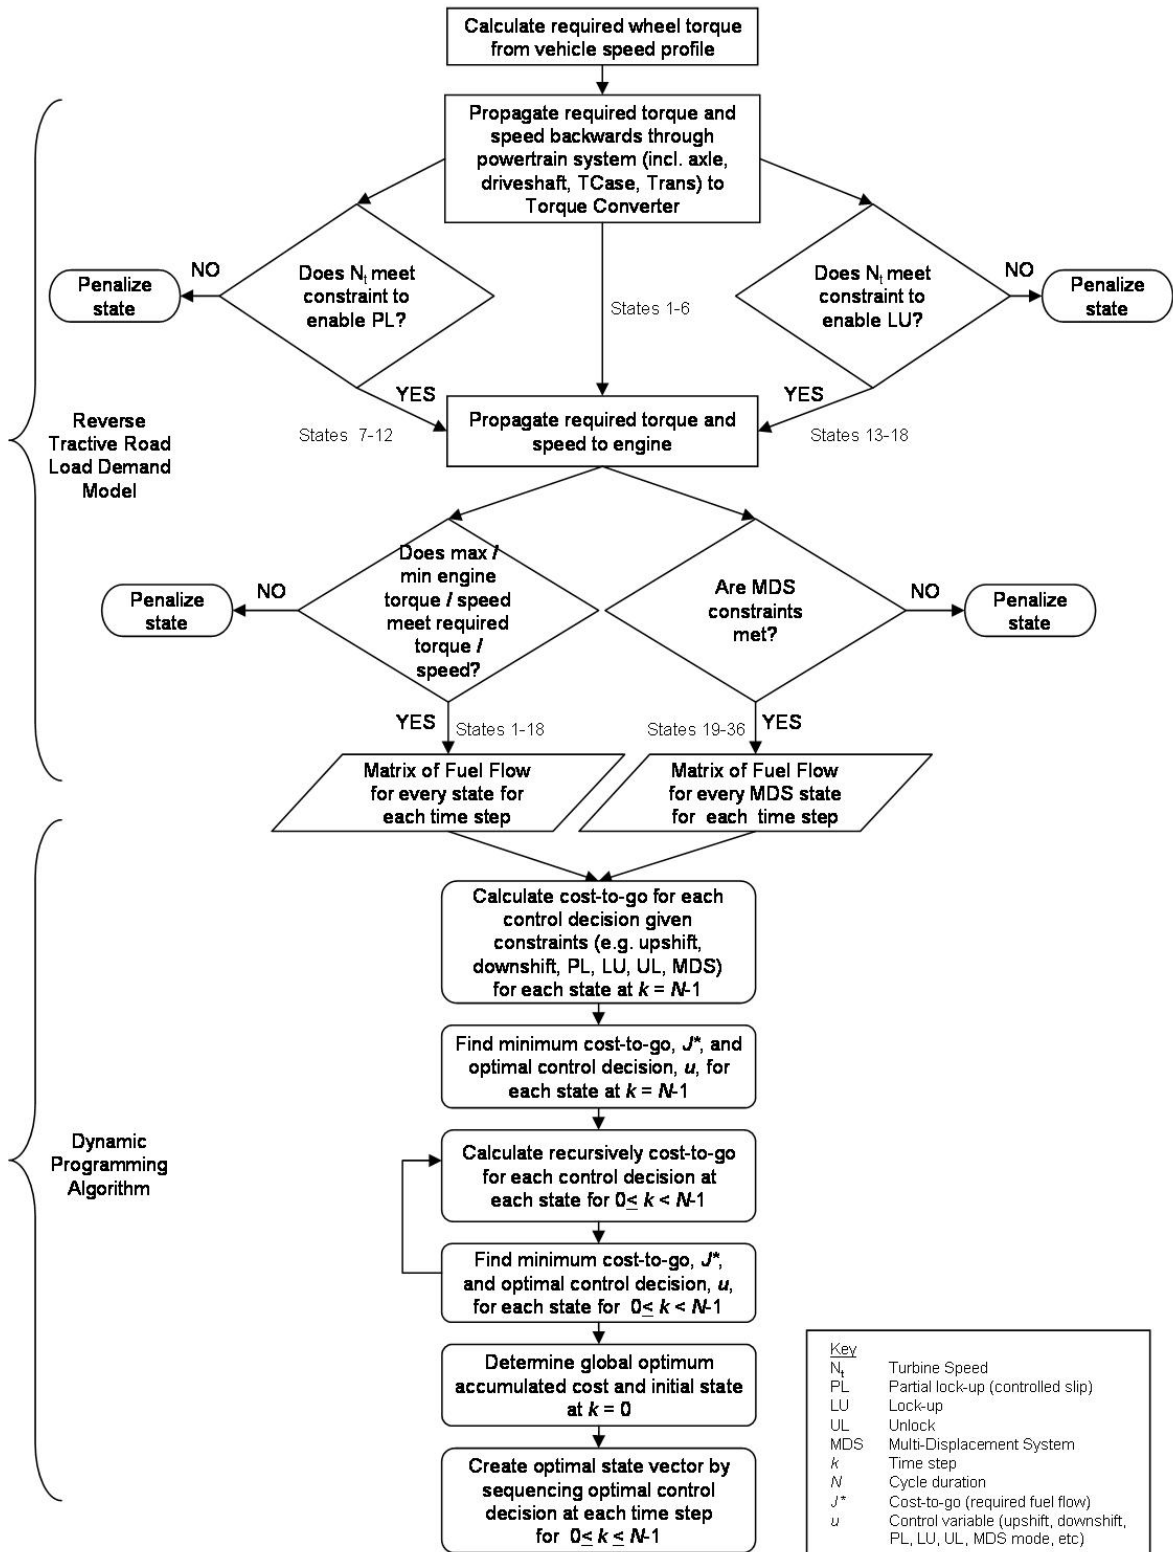 Calculate required wheel torque
from vehicle speed profile
Propagate required torque and
speed backwards through
powertrain system (incl. axle,
driveshaft, TCase, Trans) to
Torque Converter
Does Nt meet
constraint to
enable PL?
NO
Penalize
state
YES
States 7-12
States 1-6
Does Nt meet
constraint to
enable LU?
NO
Penalize
state
YES
States 13-18
Propagate required torque and
speed to engine
Reverse
Tractive Road
Load Demand
Model
Does max /
min engine
torque / speed
meet required
torque /
speed?
NO
Penalize
state
YES
States 1-18
Are MDS
constraints
met?
NO
Penalize
state
States 19-36
YES
Matrix of Fuel Flow
for every state for
each time step
Matrix of Fuel Flow
for every MDS state
for each time step
Calculate cost-to-go for each
control decision given
constraints (e.g. upshift,
downshift, PL, LU, UL, MDS)
for each state at k = N-1
Find minimum cost-to-go, J*, and
optimal control decision, u, for
each state at k = N-1
Dynamic
Programming
Algorithm
Calculate recursively cost-to-go
for each control decision at
each state for 0≤ k < N-1
Find minimum cost-to-go, J*,
and optimal control decision, u,
for each state for 0≤ k < N-1
Determine global optimum
accumulated cost and initial state
at k = 0
Create optimal state vector by
sequencing optimal control
decision at each time step
for 0≤ k ≤ N-1
Key
Nt Turbine Speed
PL Partial lock-up (controlled slip)
LU Lock-up
UL Unlock
MDS Multi-Displacement System
k Time step
N Cycle duration
J* Cost-to-go (required fuel flow)
u Control variable (upshift, downshift,
PL, LU, UL, MDS mode, etc)